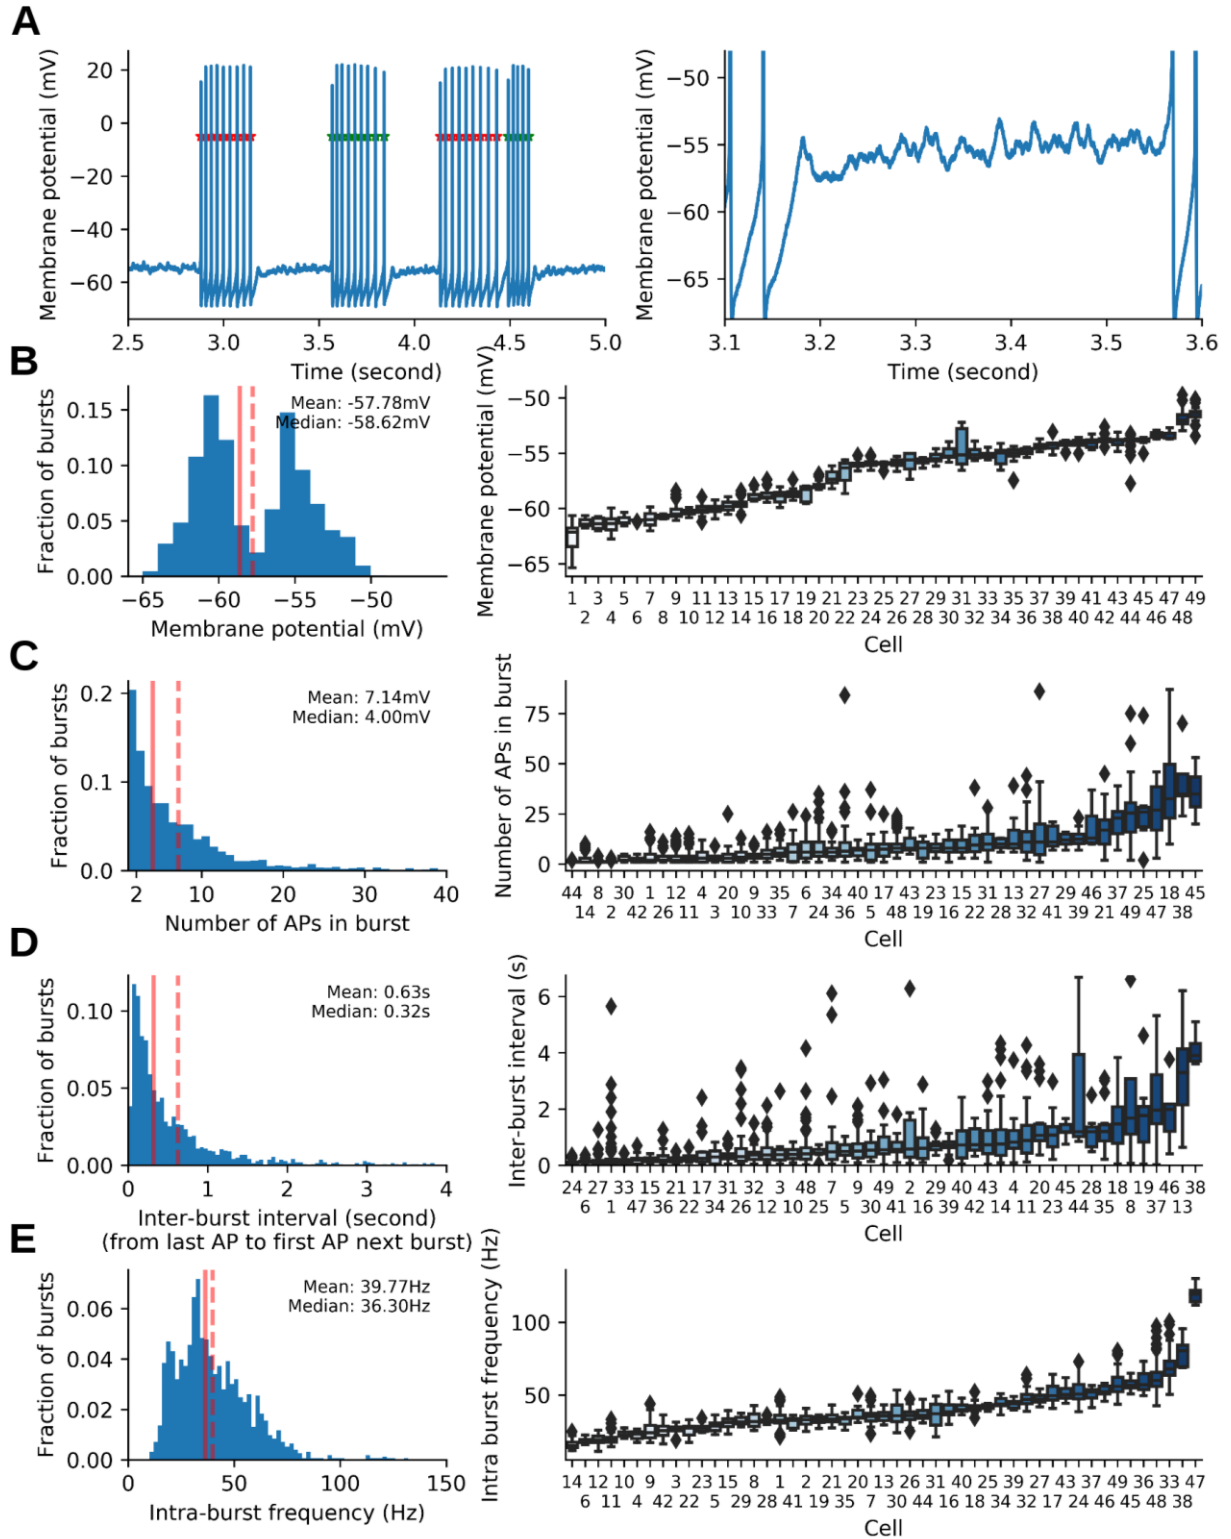 A
Membrane potential (mV)
20
0
−20
−40
−60
2.5 3.0 3.5 4.0 4.5 5.0
Time (second)
Membrane potential (mV)
−50
−55
−60
−65
3.1 3.2 3.3 3.4 3.5 3.6
Time (second)
B
Fraction of bursts
0.15
0.10
0.05
0.00
Mean: -57.78mV
Median: -58.62mV
−65 −60 −55 −50
Membrane potential (mV)
Membrane potential (mV)
−50
−55
−60
−65
1 3 5 7 9 11 13 15 17 19 21 23 25 27 29 31 33 35 37 39 41 43 45 47 49
2 4 6 8 10 12 14 16 18 20 22 24 26 28 30 32 34 36 38 40 42 44 46 48
Cell
C
Fraction of bursts
0.2
0.1
0.0
Mean: 7.14mV
Median: 4.00mV
2 10 20 30 40
Number of APs in burst
Number of APs in burst
75
50
25
0
44 8 30 1 12 4 20 9 35 6 34 40 17 43 23 15 31 13 27 29 46 37 25 18 45
14 2 42 26 11 3 10 33 7 24 36 5 48 19 16 22 28 32 41 39 21 49 47 38
Cell
D
Fraction of bursts
0.10
0.05
0.00
Mean: 0.63s
Median: 0.32s
0 1 2 3 4
Inter-burst interval (second)
(from last AP to first AP next burst)
Inter-burst interval (s)
6
4
2
0
24 27 33 15 21 17 31 32 3 48 7 9 49 2 29 40 43 4 20 45 28 18 19 46 38
6 1 47 36 22 34 26 12 10 25 5 30 41 16 39 42 14 11 23 44 35 8 37 13
Cell
E
Fraction of bursts
0.06
0.04
0.02
0.00
Mean: 39.77Hz
Median: 36.30Hz
0 50 100 150
Intra-burst frequency (Hz)
Intra burst frequency (Hz)
100
50
14 12 10 9 3 23 15 8 1 2 20 13 26 31 40 25 39 27 43 37 49 45 48 33 47
6 11 4 42 22 5 29 28 41 19 35 7 30 44 16 18 34 32 17 24 46 21 36 38
Cell